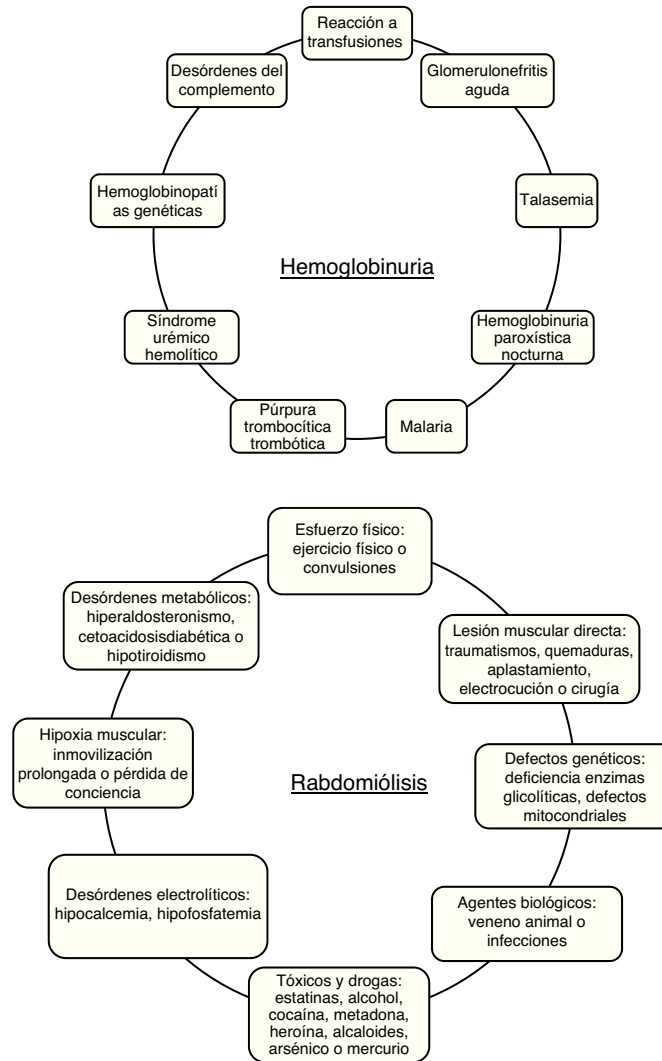 Reacción a
transfusiones
Desórdenes del
complemento
Glomerulonefritis
aguda
Hemoglobinopatí
as genéticas
Talasemia
Hemoglobinuria
Síndrome
urémico
hemolítico
Hemoglobinuria
paroxística
nocturna
Púrpura
trombocítica
trombótica
Malaria
Esfuerzo físico:
ejercicio físico o
convulsiones
Desórdenes metabólicos:
hiperaldosteronismo,
cetoacidosisdiabética o
hipotiroidismo
Lesión muscular directa:
traumatismos, quemaduras,
aplastamiento,
electrocución o cirugía
Hipoxia muscular:
inmovilización
prolongada o pérdida de
conciencia
Defectos genéticos:
deficiencia enzimas
glicolíticas, defectos
mitocondriales
Rabdomiólisis
Desórdenes electrolíticos:
hipocalcemia, hipofosfatemia
Agentes biológicos:
veneno animal o
infecciones
Tóxicos y drogas:
estatinas, alcohol,
cocaína, metadona,
heroína, alcaloides,
arsénico o mercurio